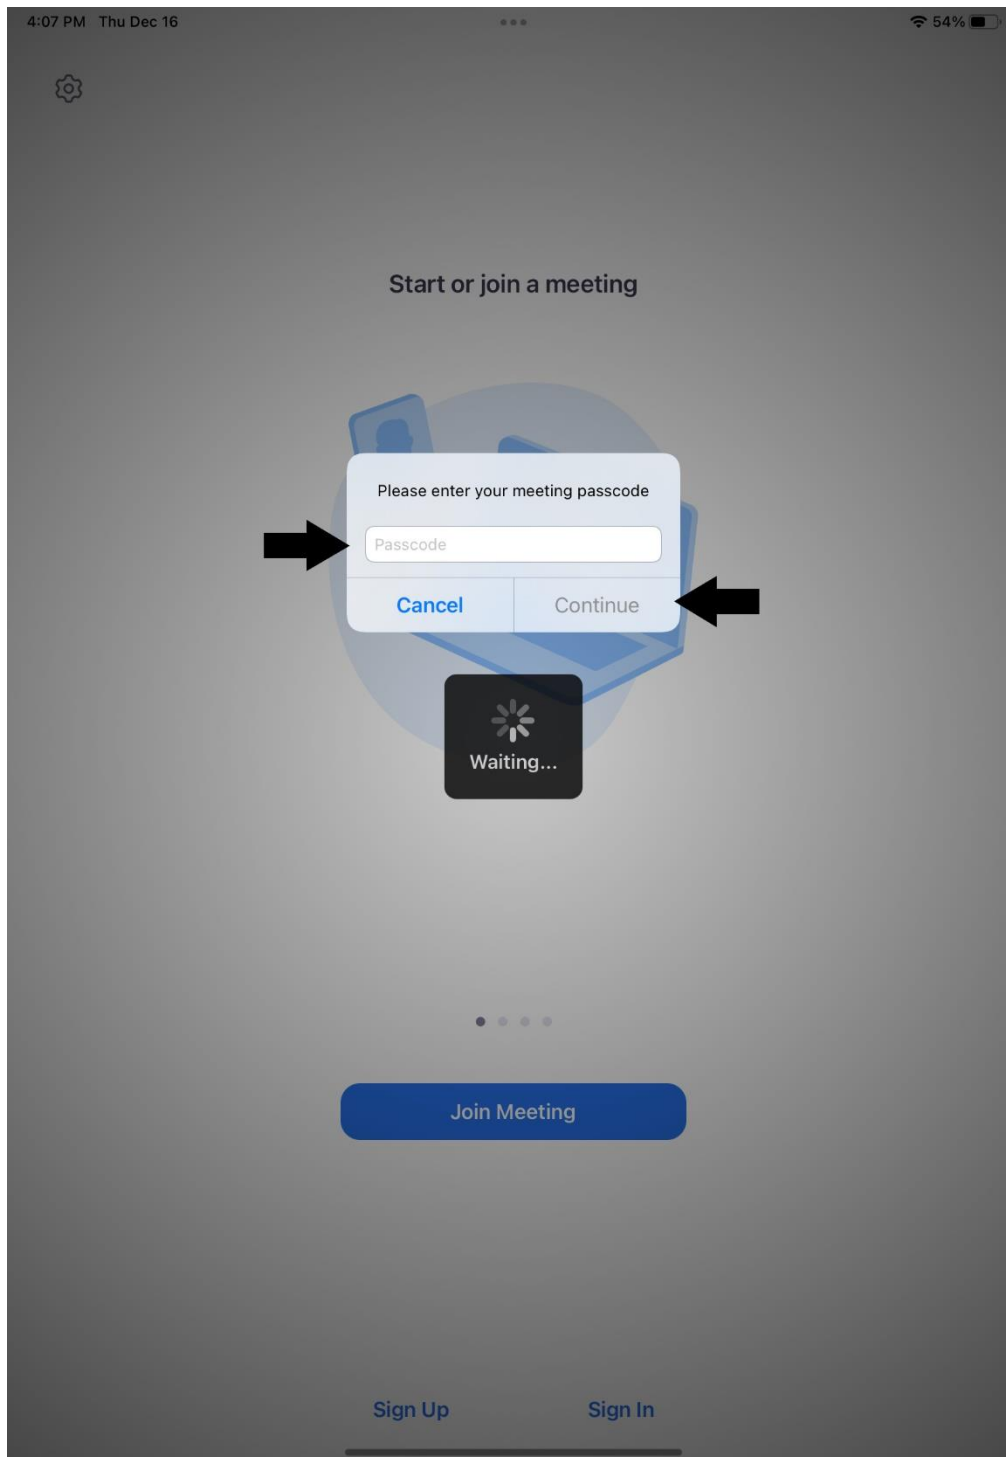 4:07 PM Thu Dec 16 54%
Start or join a meeting
Please enter your meeting passcode
Passcode
Cancel Continue
Waiting...
Join Meeting
Sign Up Sign In